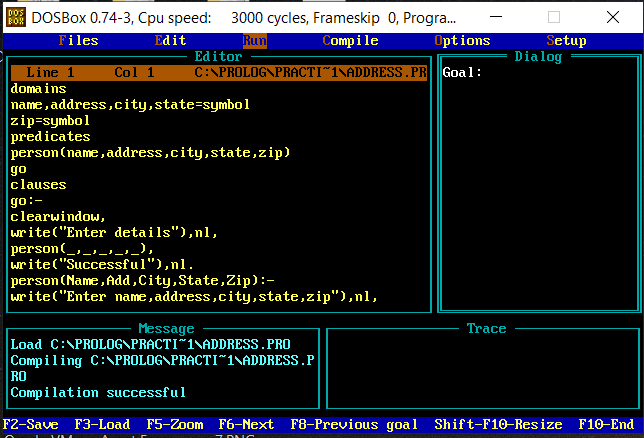 DOSBox 0.74-3, Cpu speed:    3000 cycles, Frameskip  0, Progra...
Files Edit Run Compile Options Setup
Editor
Line 1 Col 1 C:\PROLOG\PRACTI~1\ADDRESS.PR
domains
name,address,city,state=symbol
zip=symbol
predicates
person(name,address,city,state,zip)
go
clauses
go:-
clearwindow,
write("Enter details"),nl,
person(_,_,_,_,_),
write("Successful"),nl.
person(Name,Add,City,State,Zip):-
write("Enter name,address,city,state,zip"),nl,
Dialog
Goal:
Message
Load C:\PROLOG\PRACTI~1\ADDRESS.PRO
Compiling C:\PROLOG\PRACTI~1\ADDRESS.P
RO
Compilation successful
Trace
F2-Save F3-Load F5-Zoom F6-Next F8-Previous goal Shift-F10-Resize F10-End